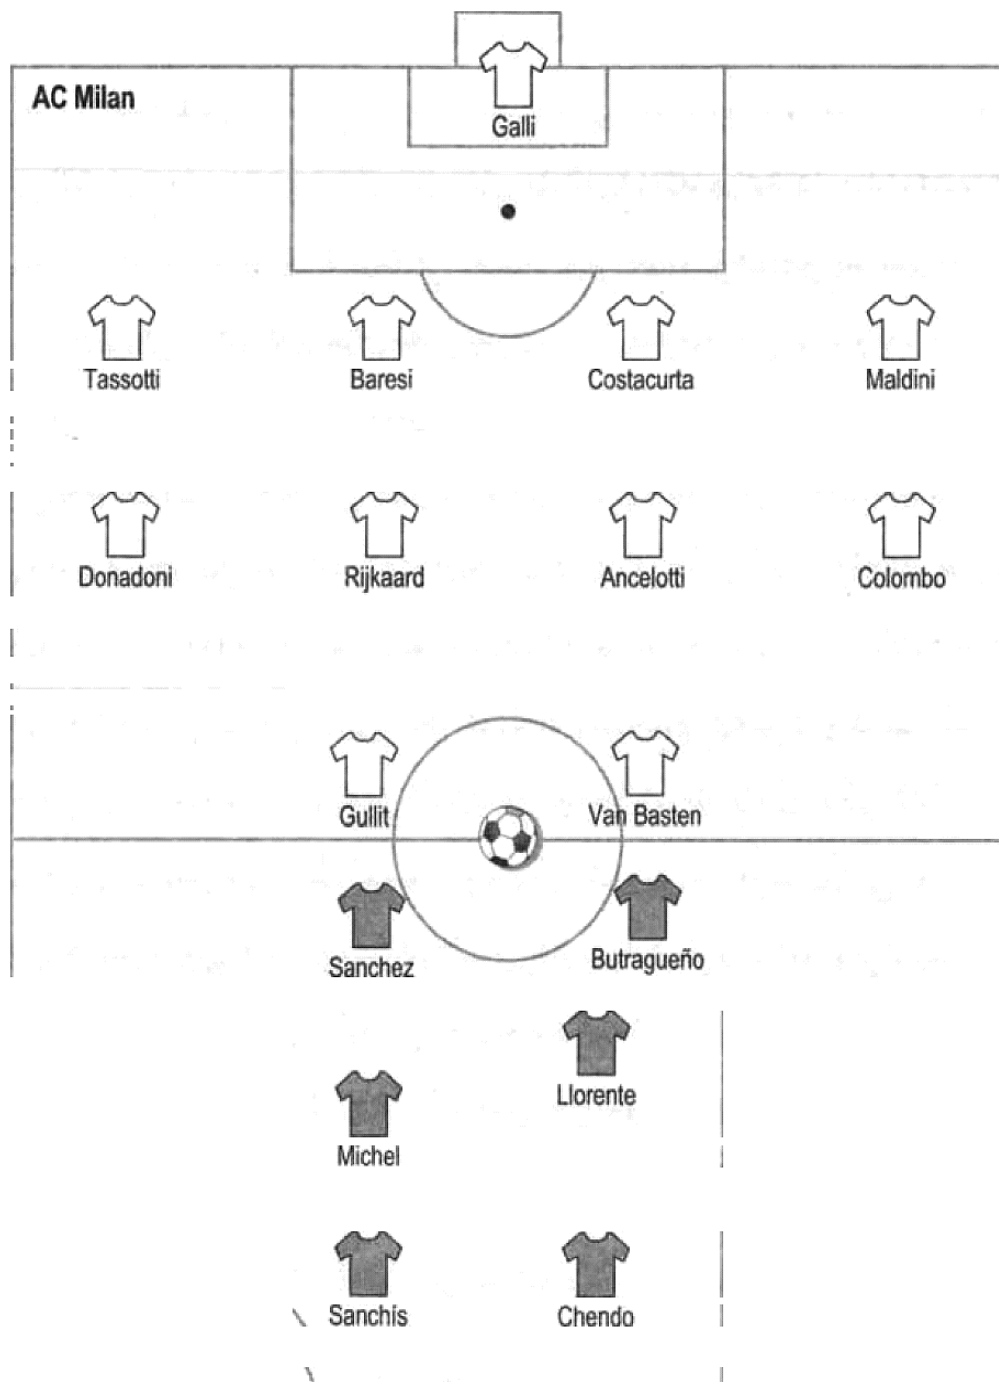 AC Milan
Galli
Tassotti Baresi Costacurta Maldini
Donadoni Rijkaard Ancelotti Colombo
Gullit Van Basten
Sanchez Butragueño
Llorente
Michel
Sanchís Chendo